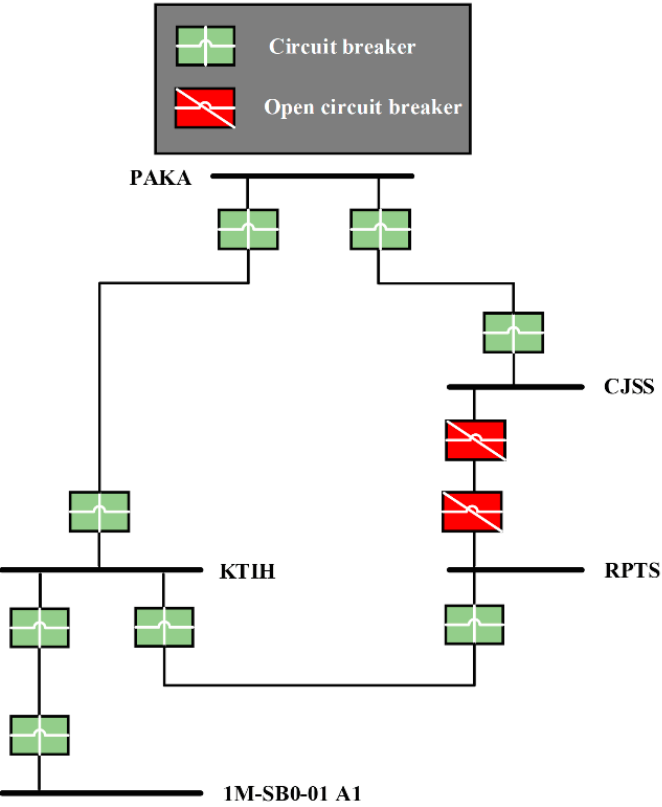 Circuit breaker
Open circuit breaker
PAKA
CJSS
KTIH
RPTS
1M-SB0-01 A1